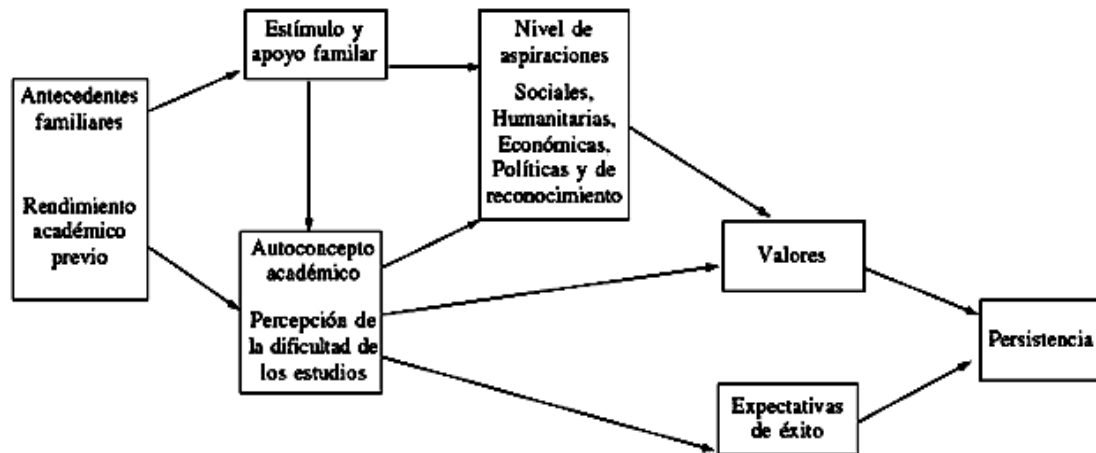 Estímulo y
apoyo familar
Nivel de
aspiraciones
Sociales,
Humanitarias,
Económicas,
Políticas y de
reconocimiento
Antecedentes
familiares
Rendimiento
académico
previo
Autoconcepto
académico
Percepción de
la dificultad de
los estudios
Valores
Expectativas
de éxito
Persistencia